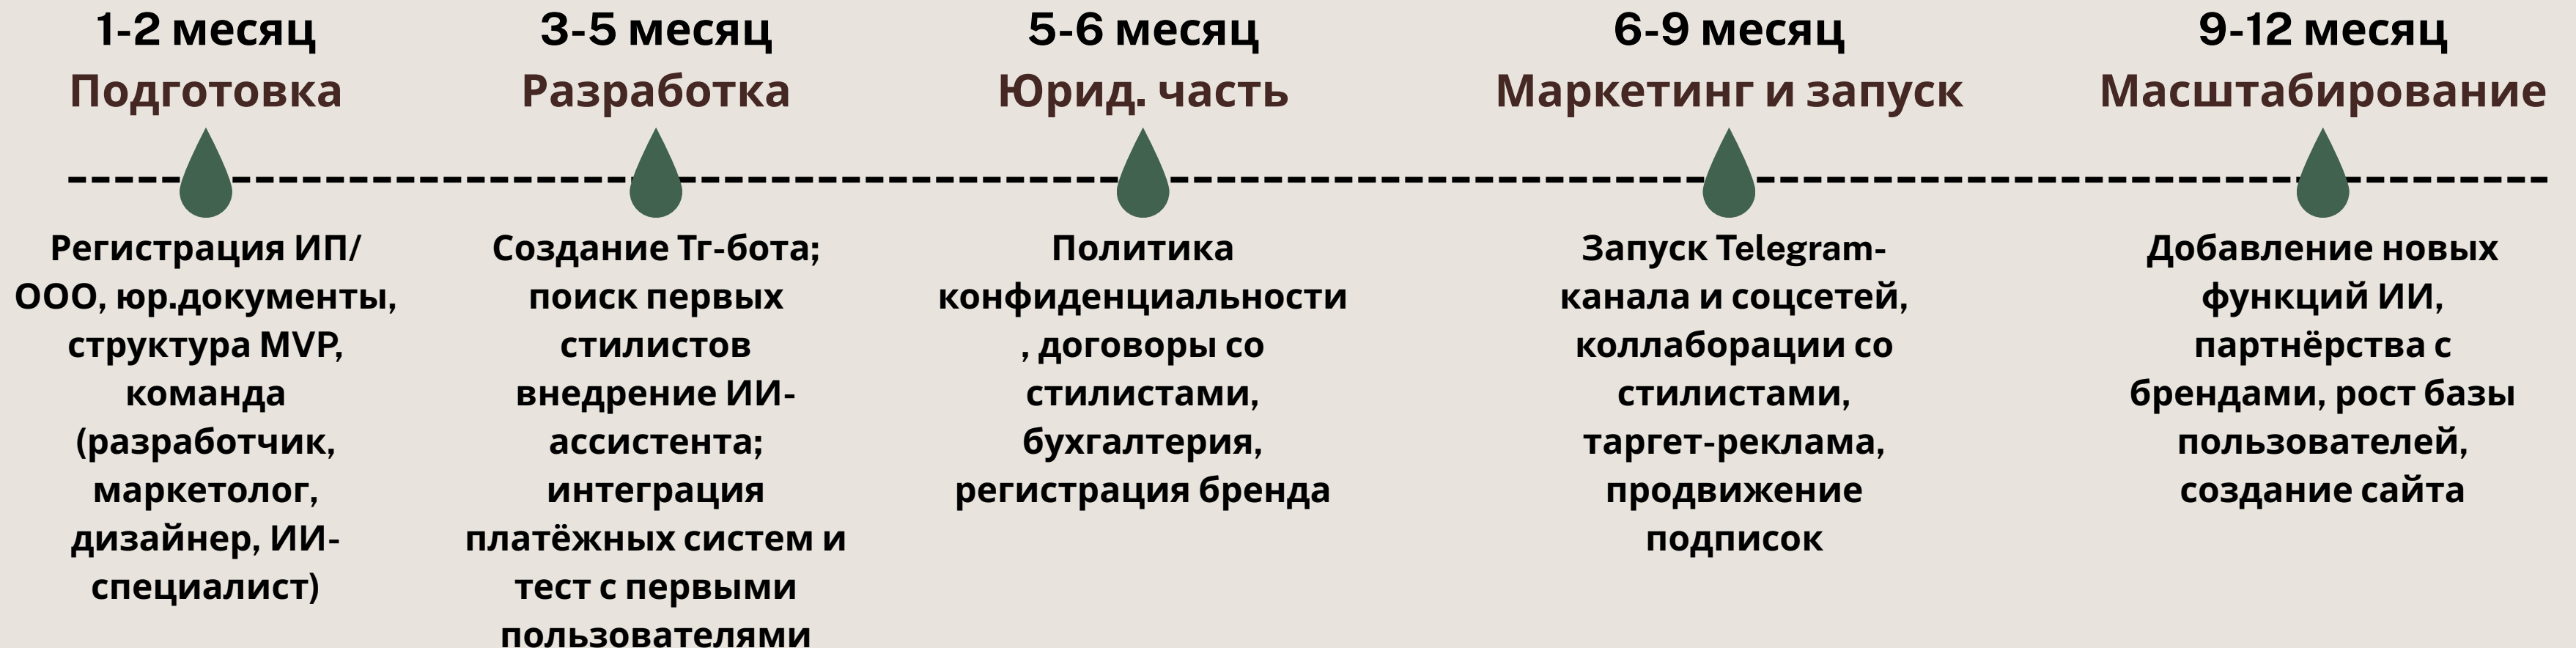 1-2 месяц
Подготовка
Регистрация ИП/
ООО, юр.документы,
структура MVP,
команда
(разработчик,
маркетолог,
дизайнер, ИИ-
специалист)
3-5 месяц
Разработка
Создание Тг-бота;
поиск первых
стилистов
внедрение ИИ-
ассистента;
интеграция
платёжных систем и
тест с первыми
пользователями
5-6 месяц
Юрид. часть
Политика
конфиденциальности
, договоры со
стилистами,
бухгалтерия,
регистрация бренда
6-9 месяц
Маркетинг и запуск
Запуск Telegram-
канала и соцсетей,
коллаборации со
стилистами,
таргет-реклама,
продвижение
подписок
9-12 месяц
Масштабирование
Добавление новых
функций ИИ,
партнёрства с
брендами, рост базы
пользователей,
создание сайта